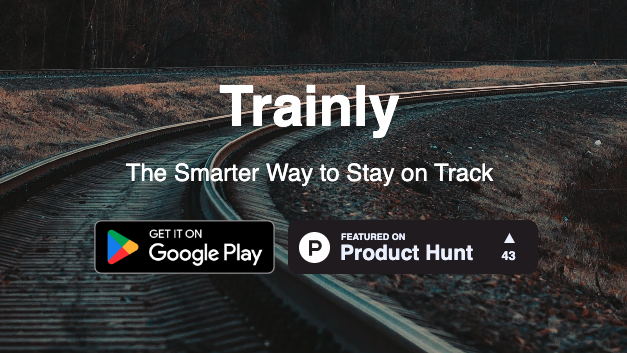 Trainly
The Smarter Way to Stay on Track
GET IT ON
Google Play
P
FEATURED ON
Product Hunt
▲
43